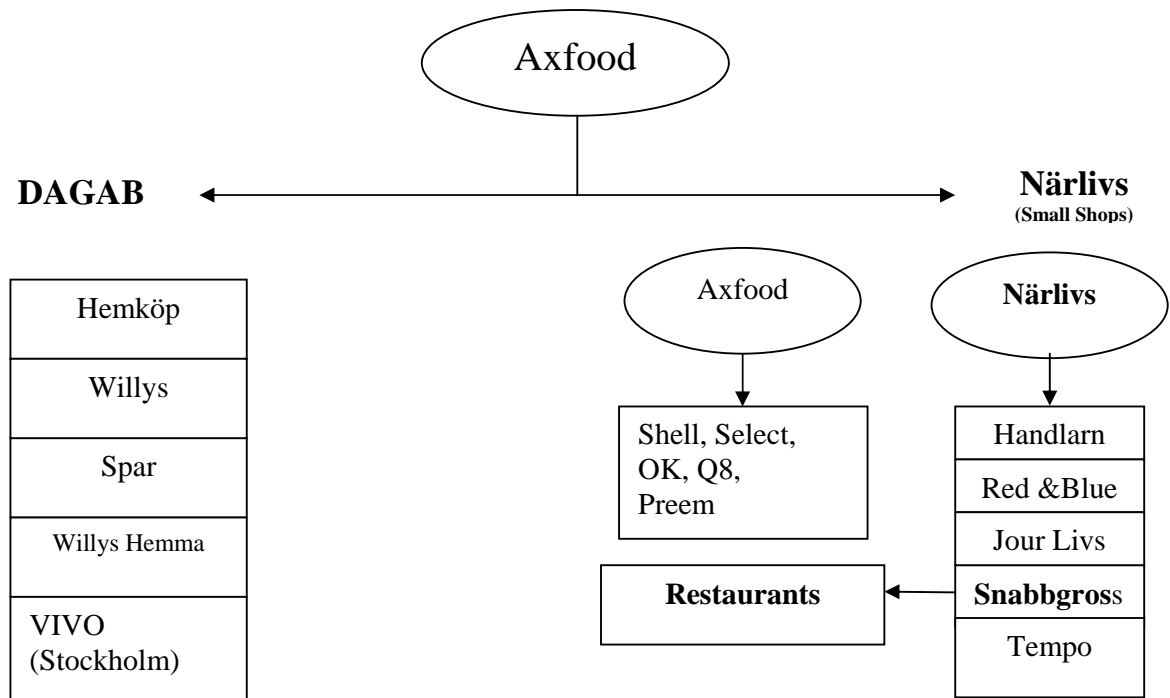 Axfood
DAGAB
Närlivs
(Small Shops)
Hemköp
Willys
Spar
Willys Hemma
VIVO
(Stockholm)
Axfood
Shell, Select,
OK, Q8,
Preem
Restaurants
Närlivs
Handlarn
Red &Blue
Jour Livs
Snabbgross
Tempo